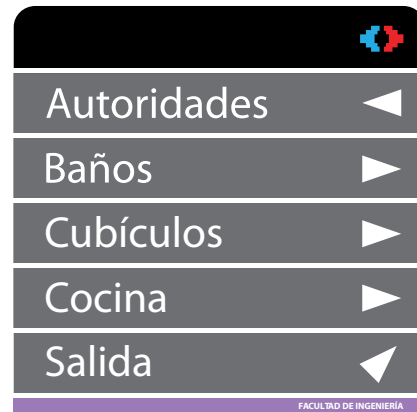 Autoridades
Baños
Cubículos
Cocina
Salida
FACULTAD DE INGENIERÍA